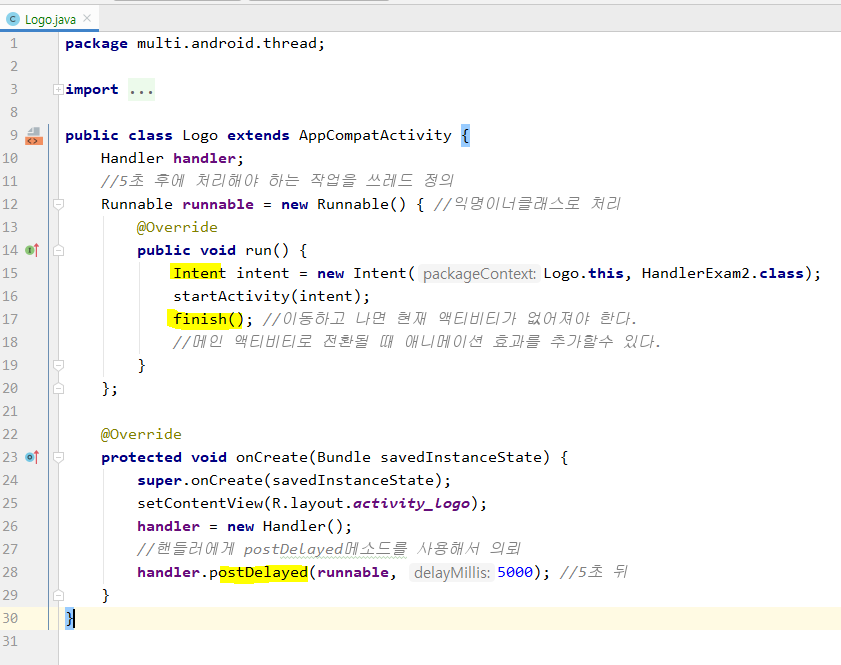 Logo.java
1 package multi.android.thread;
2
3 import ...
8
9 public class Logo extends AppCompatActivity {
10 Handler handler;
11 //5초 후에 처리해야 하는 작업을 쓰레드 정의
12 Runnable runnable = new Runnable() { //익명이너클래스로 처리
13 @Override
14 public void run() {
15 Intent intent = new Intent( packageContext: Logo.this, HandlerExam2.class);
16 startActivity(intent);
17 finish(); //이동하고 나면 현재 액티비티가 없어져야 한다.
18 //메인 액티비티로 전환될 때 애니메이션 효과를 추가할수 있다.
19 }
20 };
21
22 @Override
23 protected void onCreate(Bundle savedInstanceState) {
24 super.onCreate(savedInstanceState);
25 setContentView(R.layout.activity_logo);
26 handler = new Handler();
27 //핸들러에게 postDelayed메소드를 사용해서 의뢰
28 handler.postDelayed(runnable, delayMillis: 5000); //5초 뒤
29 }
30 }
31